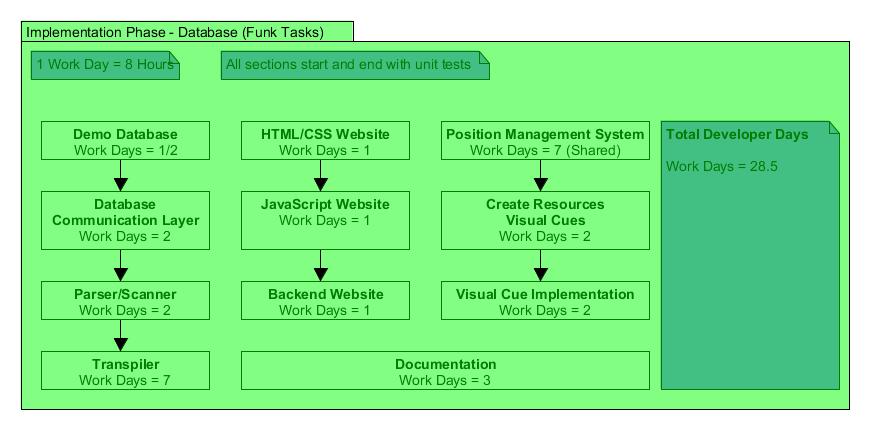 Implementation Phase - Database (Funk Tasks)
1 Work Day = 8 Hours
All sections start and end with unit tests
Demo Database
Work Days = 1/2
Database
Communication Layer
Work Days = 2
Parser/Scanner
Work Days = 2
Transpiler
Work Days = 7
HTML/CSS Website
Work Days = 1
JavaScript Website
Work Days = 1
Backend Website
Work Days = 1
Position Management System
Work Days = 7 (Shared)
Create Resources
Visual Cues
Work Days = 2
Visual Cue Implementation
Work Days = 2
Documentation
Work Days = 3
Total Developer Days
Work Days = 28.5